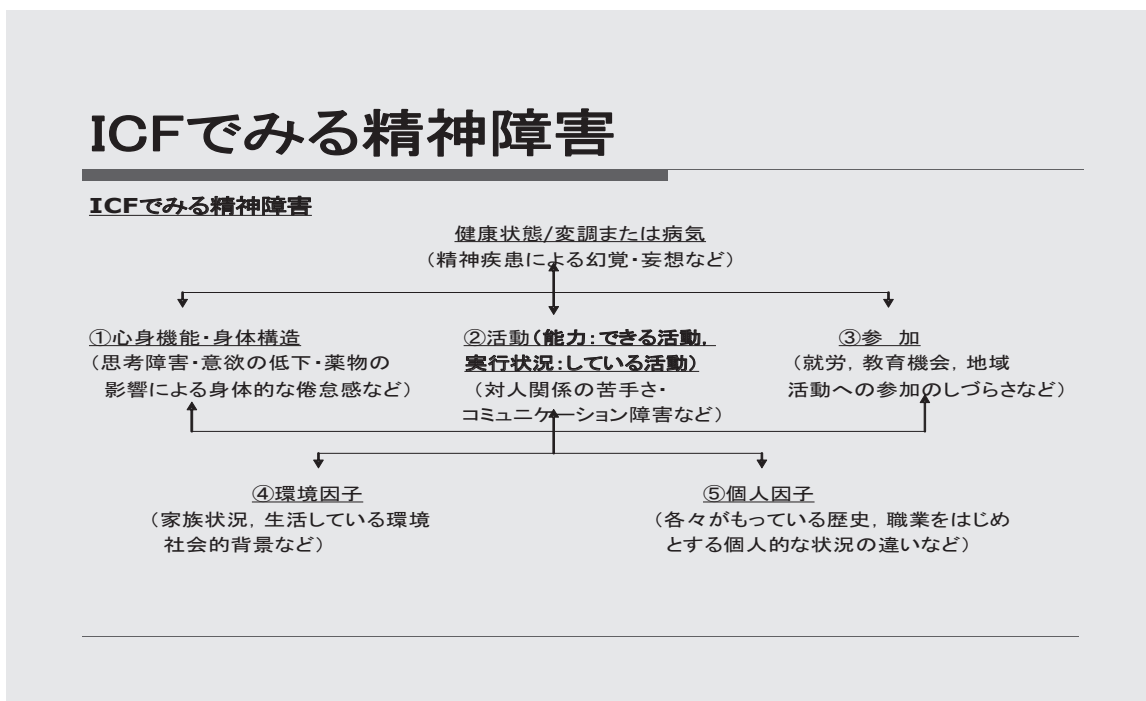 ICFでみる精神障害
ICFでみる精神障害
健康状態/変調または病気
（精神疾患による幻覚・妄想など）
①心身機能・身体構造
（思考障害・意欲の低下・薬物の
影響による身体的な倦怠感など）
②活動（能力：できる活動，
実行状況：している活動）
（対人関係の苦手さ・
コミュニケーション障害など）
③参　加
（就労，教育機会，地域
活動への参加のしづらさなど）
④環境因子
（家族状況，生活している環境
社会的背景など）
⑤個人因子
（各々がもっている歴史，職業をはじめ
とする個人的な状況の違いなど）